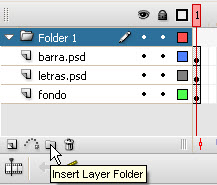 1
Folder 1
barra.psd
letras.psd
fondo
Insert Layer Folder